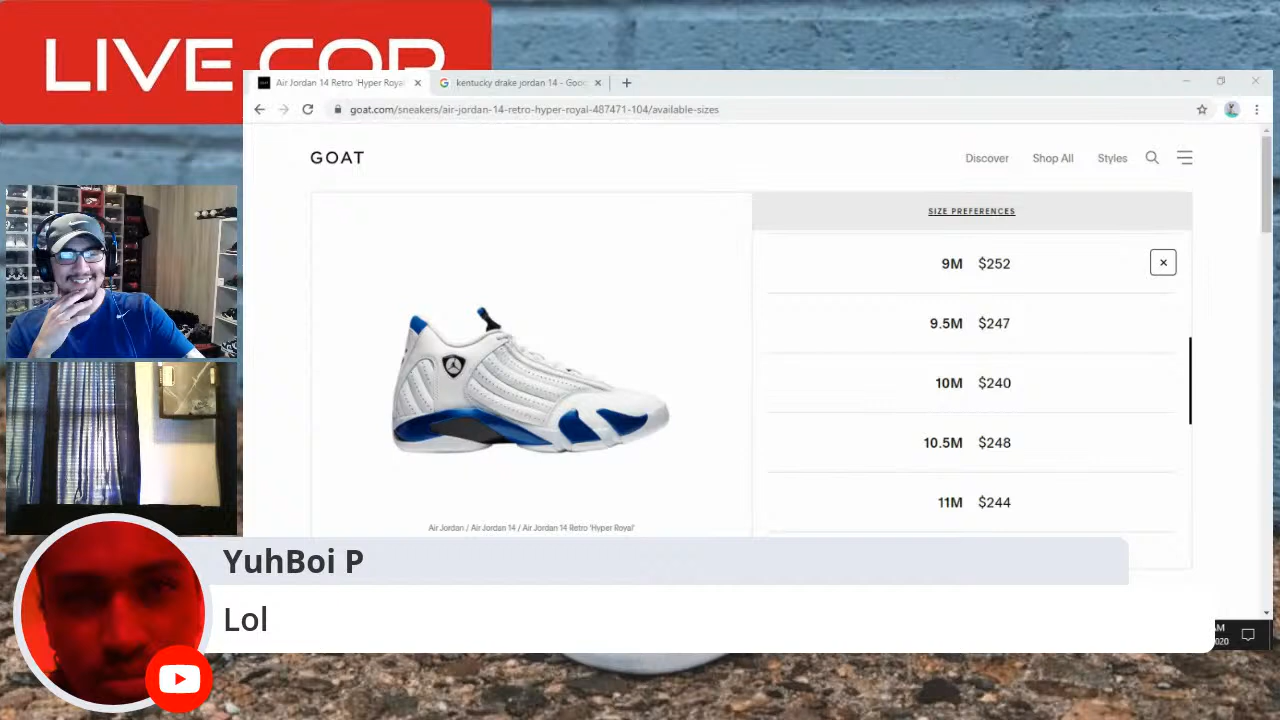 LIVE COP
Air Jordan 14 Retro 'Hyper Roya
kentucky drake jordan 14 - Goo
goat.com/sneakers/air-jordan-14-retro-hyper-royal-487471-104/available-sizes
GOAT
Discover
Shop All
Styles
SIZE PREFERENCES
9M $252
9.5M $247
10M $240
10.5M $248
11M $244
Air Jordan / Air Jordan 14 / Air Jordan 14 Retro 'Hyper Royal'
YuhBoi P
Lol
AM
2020